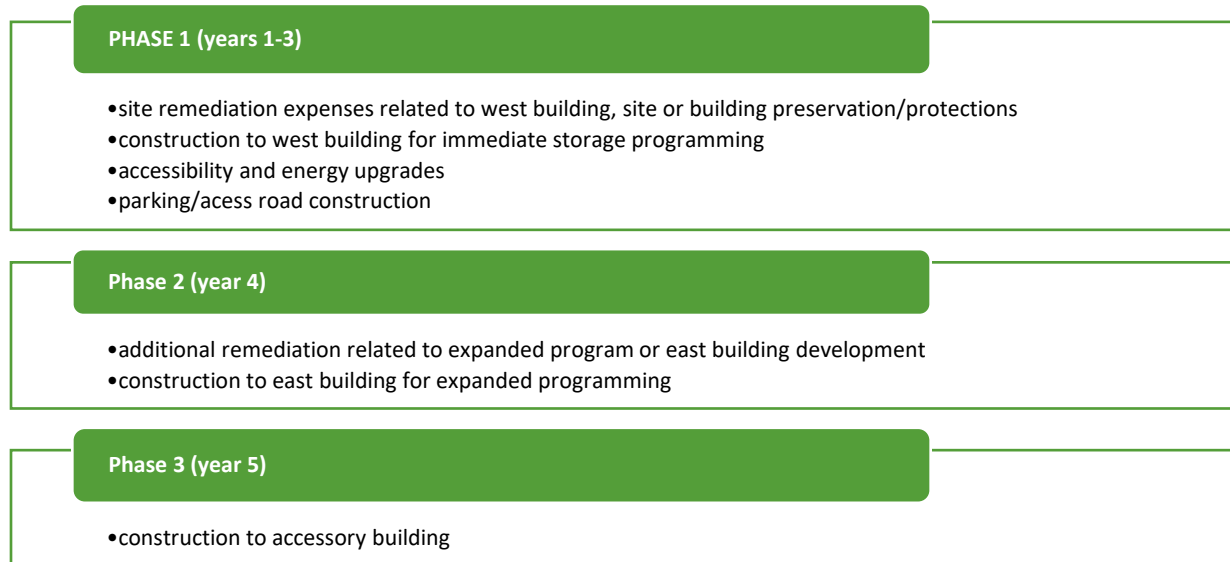 PHASE 1 (years 1-3)
•site remediation expenses related to west building, site or building preservation/protections
•construction to west building for immediate storage programming
•accessibility and energy upgrades
•parking/acess road construction
Phase 2 (year 4)
•additional remediation related to expanded program or east building development
•construction to east building for expanded programming
Phase 3 (year 5)
•construction to accessory building